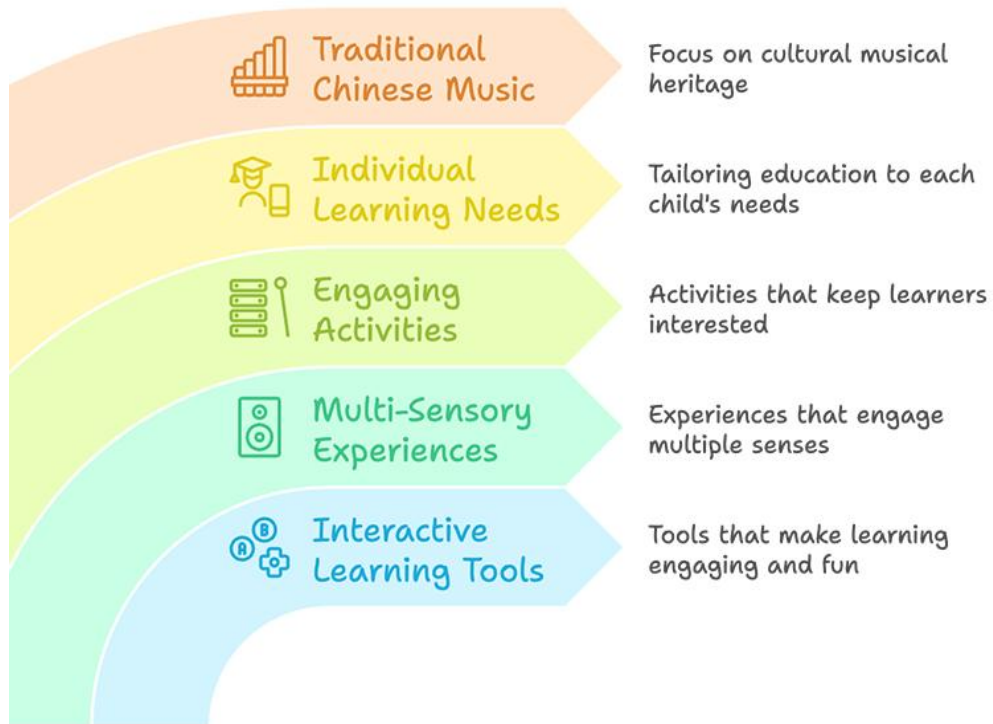 Traditional
Chinese Music
Focus on cultural musical
heritage
Individual
Learning Needs
Tailoring education to each
child's needs
Engaging
Activities
Activities that keep learners
interested
Multi-Sensory
Experiences
Experiences that engage
multiple senses
B
A
Interactive
Learning Tools
Tools that make learning
engaging and fun